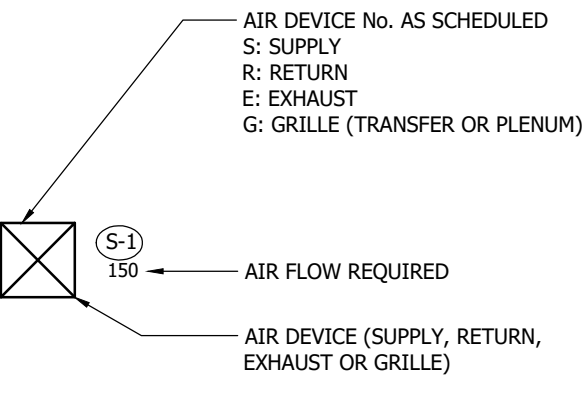 AIR DEVICE No. AS SCHEDULED
S: SUPPLY
R: RETURN
E: EXHAUST
G: GRILLE (TRANSFER OR PLENUM)
S-1
150
AIR FLOW REQUIRED
AIR DEVICE (SUPPLY, RETURN,
EXHAUST OR GRILLE)